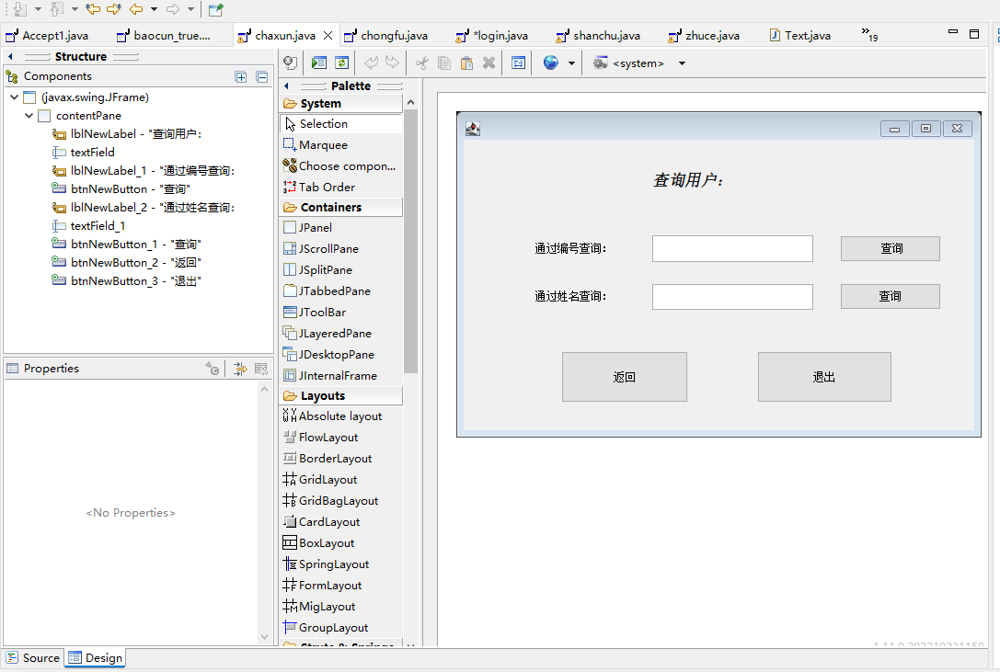 Accept1.java
baocun_true....
chaxun.java
chongfu.java
*login.java
shanchu.java
zhuce.java
Text.java
»19
Structure
Components
(javax.swing.JFrame)
contentPane
lblNewLabel - "查询用户:
textField
lblNewLabel_1 - "通过编号查询:
btnNewButton - "查询"
lblNewLabel_2 - "通过姓名查询:
textField_1
btnNewButton_1 - "查询"
btnNewButton_2 - "返回"
btnNewButton_3 - "退出"
Properties
<No Properties>
<system>
Palette
System
Selection
Marquee
Choose compon...
Tab Order
Containers
JPanel
JScrollPane
JSplitPane
JTabbedPane
JToolBar
JLayeredPane
JDesktopPane
JInternalFrame
Layouts
Absolute layout
FlowLayout
BorderLayout
GridLayout
GridBagLayout
CardLayout
BoxLayout
SpringLayout
FormLayout
MigLayout
GroupLayout
Struts & Springs
查询用户:
通过编号查询:
查询
通过姓名查询:
查询
返回
退出
Source
Design